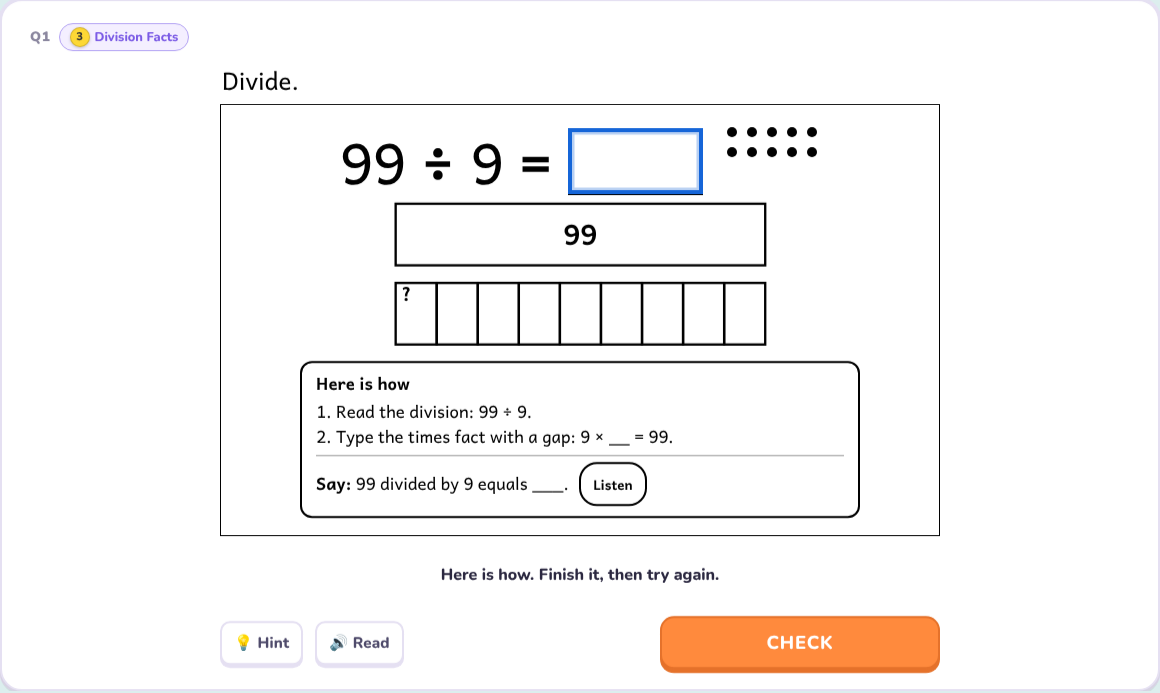 Q1 3 Division Facts
Divide.
99 ÷ 9 =
99
?
Here is how
1. Read the division: 99 ÷ 9.
2. Type the times fact with a gap: 9 × __ = 99.
Say: 99 divided by 9 equals ___. Listen
Here is how. Finish it, then try again.
💡 Hint 🔊 Read CHECK